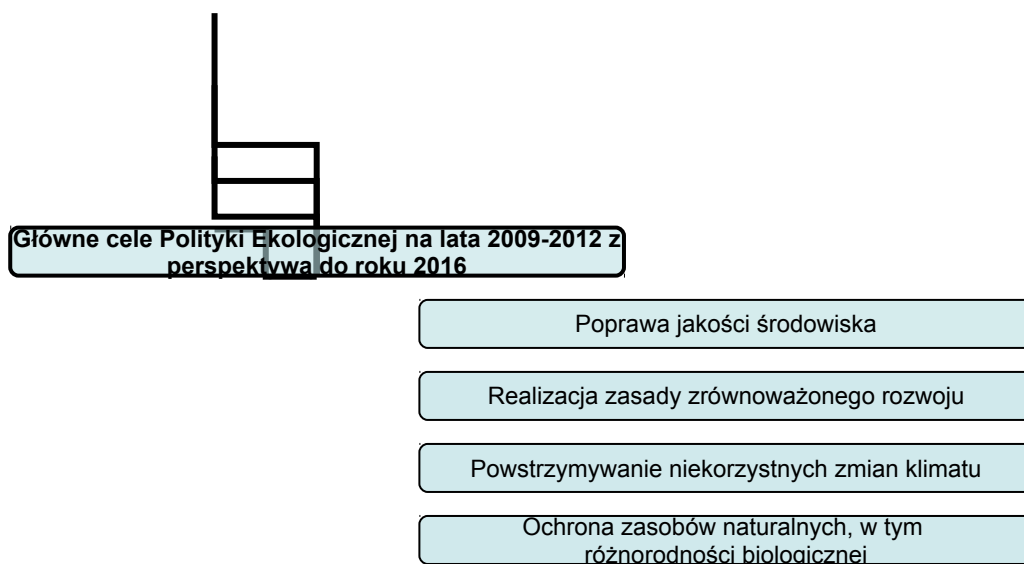 Główne cele Polityki Ekologicznej na lata 2009-2012 z
perspektywa do roku 2016
Poprawa jakości środowiska
Realizacja zasady zrównoważonego rozwoju
Powstrzymywanie niekorzystnych zmian klimatu
Ochrona zasobów naturalnych, w tym
różnorodności biologicznej